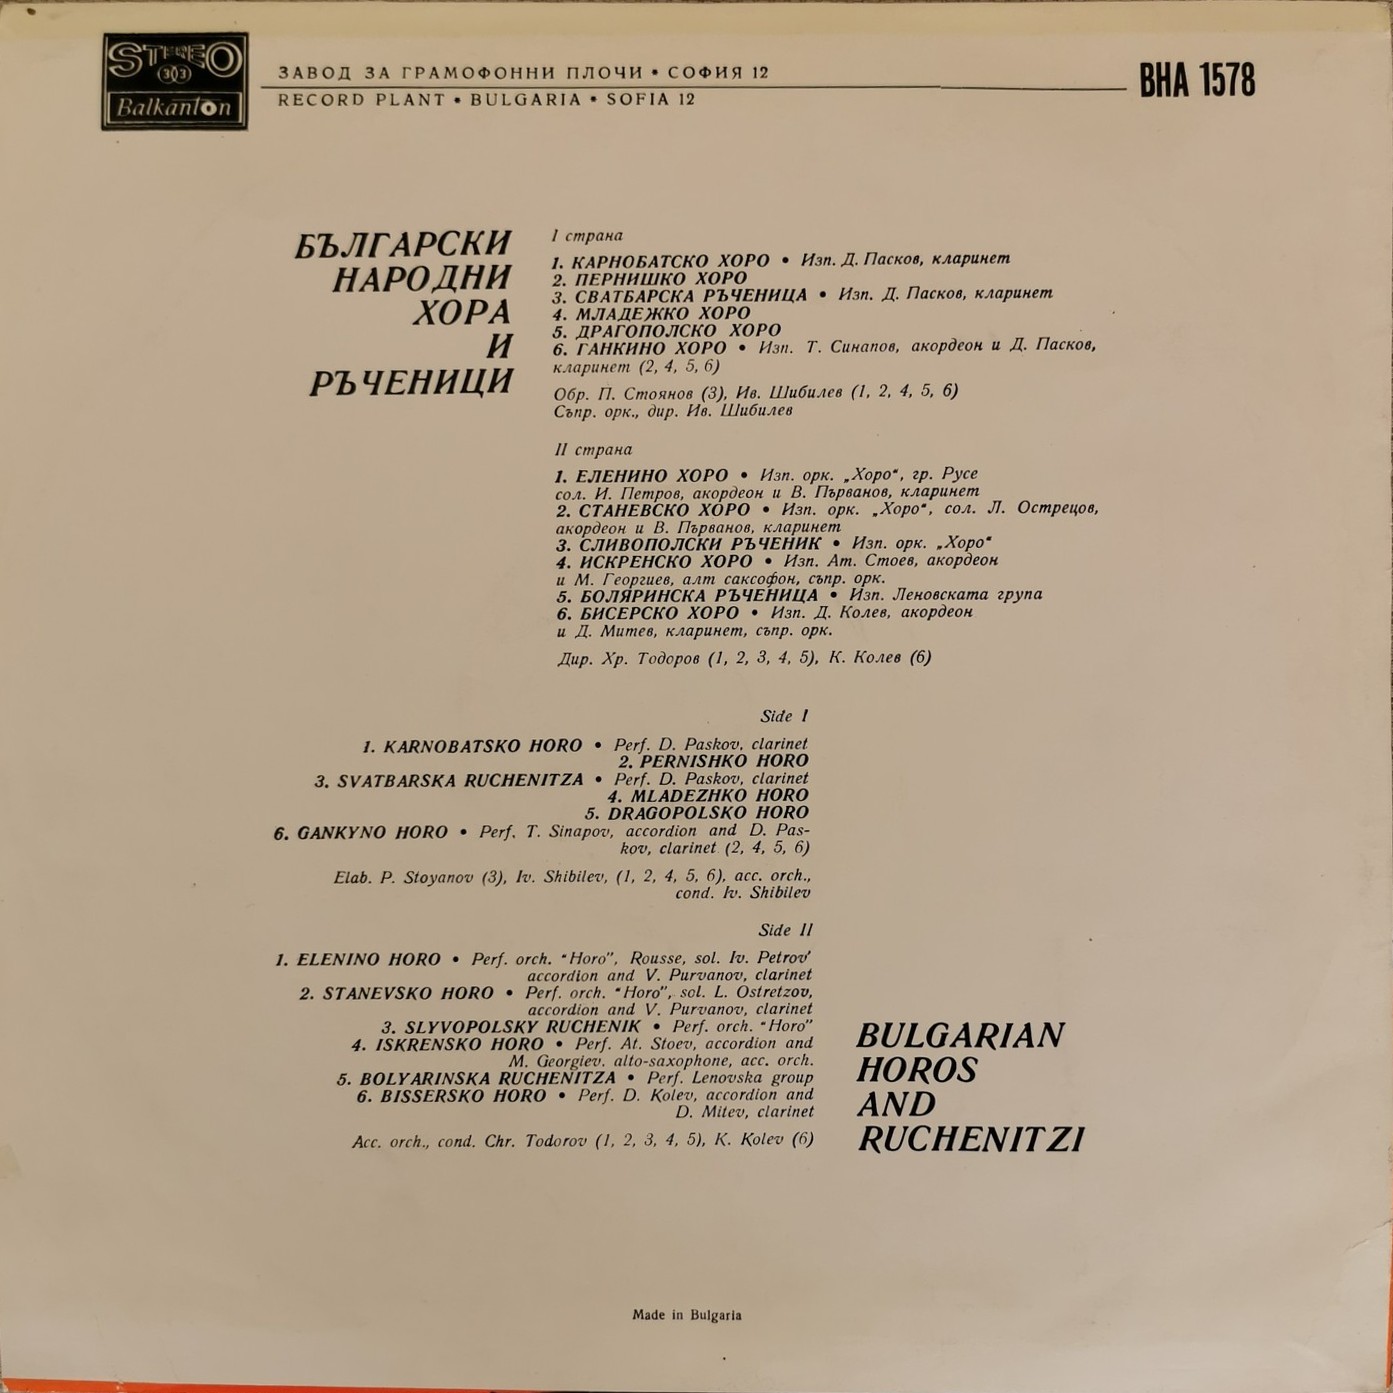 STEREO
33
Balkanton
ЗАВОД ЗА ГРАМОФОННИ ПЛОЧИ • СОФИЯ 12
RECORD PLANT • BULGARIA • SOFIA 12
ВНА 1578
БЪЛГАРСКИ
НАРОДНИ
ХОРА
И
РЪЧЕНИЦИ
I страна
1. КАРНОБАТСКО ХОРО • Изп. Д. Пасков, кларинет
2. ПЕРНИШКО ХОРО
3. СВАТБАРСКА РЪЧЕНИЦА • Изп. Д. Пасков, кларинет
4. МЛАДЕЖКО ХОРО
5. ДРАГОПОЛСКО ХОРО
6. ГАНКИНО ХОРО • Изп. Т. Синапов, акордеон и Д. Пасков,
кларинет (2, 4, 5, 6)
Обр. П. Стоянов (3), Ив. Шибилев (1, 2, 4, 5, 6)
Съпр. орк., дир. Ив. Шибилев
II страна
1. ЕЛЕНИНО ХОРО • Изп. орк. „Хоро“, гр. Русе
сол. И. Петров, акордеон и В. Първанов, кларинет
2. СТАНЕВСКО ХОРО • Изп. орк. „Хоро“, сол. Л. Острецов,
акордеон и В. Първанов, кларинет
3. СЛИВОПОЛСКИ РЪЧЕНИК • Изп. орк. „Хоро“
4. ИСКРЕНСКО ХОРО • Изп. Ат. Стоев, акордеон
и М. Георгиев, алт саксофон, съпр. орк.
5. БОЛЯРИНСКА РЪЧЕНИЦА • Изп. Леновската група
6. БИСЕРСКО ХОРО • Изп. Д. Колев, акордеон
и Д. Митев, кларинет, съпр. орк.
Дир. Хр. Тодоров (1, 2, 3, 4, 5), К. Колев (6)
Side I
1. KARNOBATSKO HORO • Perf. D. Paskov, clarinet
2. PERNISHKO HORO
3. SVATBARSKA RUCHENITZA • Perf. D. Paskov, clarinet
4. MLADEZHKO HORO
5. DRAGOPOLSKO HORO
6. GANKYNO HORO • Perf. T. Sinapov, accordion and D. Pas-
kov, clarinet (2, 4, 5, 6)
Elab. P. Stoyanov (3), Iv. Shibilev, (1, 2, 4, 5, 6), acc. orch.,
cond. Iv. Shibilev
Side II
1. ELENINO HORO • Perf. orch. "Horo", Rousse, sol. Iv. Petrov'
accordion and V. Purvanov, clarinet
2. STANEVSKO HORO • Perf. orch. "Horo", sol. L. Ostretzov,
accordion and V. Purvanov, clarinet
3. SLYVOPOLSKY RUCHENIK • Perf. orch. "Horo"
4. ISKRENSKO HORO • Perf. At. Stoev, accordion and
M. Georgiev. alto-saxophone, acc. orch.
5. BOLYARINSKA RUCHENITZA • Perf. Lenovska group
6. BISSERSKO HORO • Perf. D. Kolev, accordion and
D. Mitev, clarinet
Acc. orch., cond. Chr. Todorov (1, 2, 3, 4, 5), K. Kolev (6)
BULGARIAN
HOROS
AND
RUCHENITZI
Made in Bulgaria